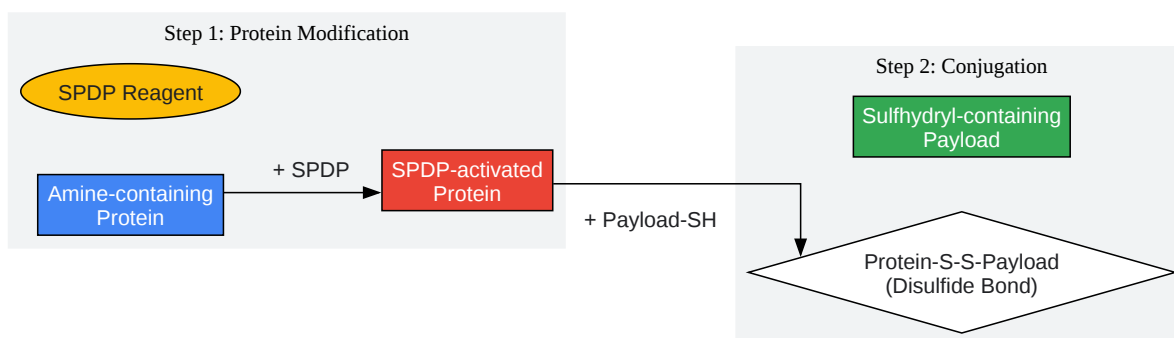 Step 1: Protein Modification
SPDP Reagent
Amine-containing
Protein
+ SPDP
SPDP-activated
Protein
+ Payload-SH
Step 2: Conjugation
Sulfhydryl-containing
Payload
Protein-S-S-Payload
(Disulfide Bond)